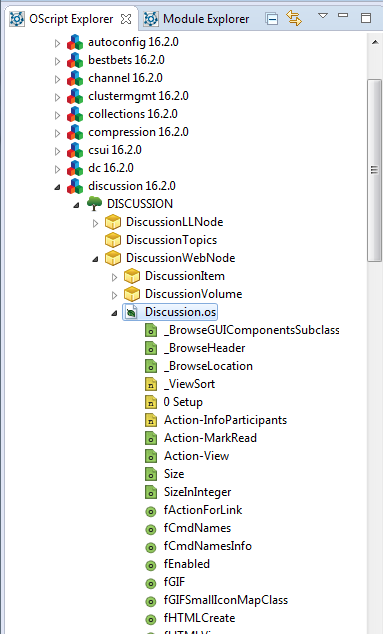 OScript Explorer Module Explorer
autoconfig 16.2.0
bestbets 16.2.0
channel 16.2.0
clustermgmt 16.2.0
collections 16.2.0
compression 16.2.0
csui 16.2.0
dc 16.2.0
discussion 16.2.0
DISCUSSION
DiscussionLLNode
DiscussionTopics
DiscussionWebNode
DiscussionItem
DiscussionVolume
Discussion.os
_BrowseGUIComponentsSubclass
_BrowseHeader
_BrowseLocation
n _ViewSort
n 0 Setup
n Action-InfoParticipants
Action-MarkRead
Action-View
Size
SizeInInteger
fActionForLink
fCmdNames
fCmdNamesInfo
fEnabled
fGIF
fGIFSmallIconMapClass
fHTMLCreate